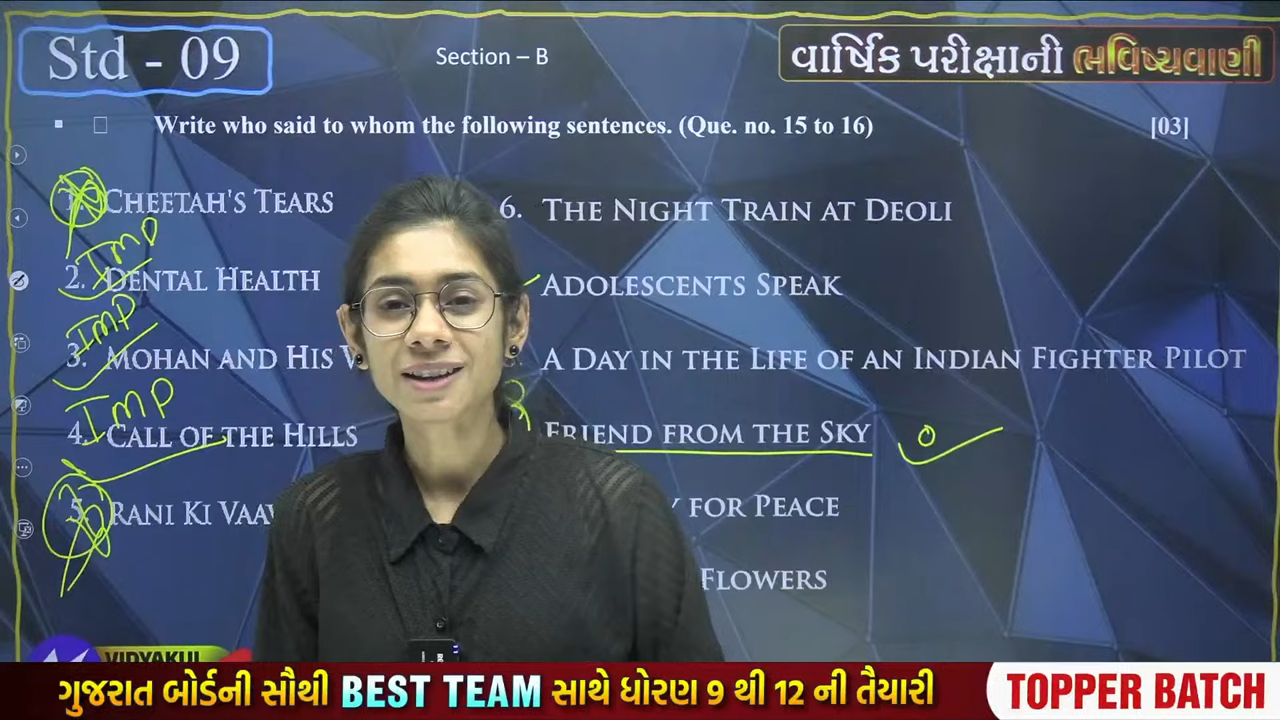 Std - 09
Section – B
વાર્ષિક પરીક્ષાની ભવિષ્યવાણી
Write who said to whom the following sentences. (Que. no. 15 to 16) [03]
CHEETAH'S TEARS
IMP
2. DENTAL HEALTH
IMP
3. MOHAN AND HIS
IMP
4. CALL OF THE HILLS
5. RANI KI VAAV
6. THE NIGHT TRAIN AT DEOLI
ADOLESCENTS SPEAK
A DAY IN THE LIFE OF AN INDIAN FIGHTER PILOT
FRIEND FROM THE SKY
FOR PEACE
FLOWERS
VIDYAKUL
ગુજરાત બોર્ડની સૌથી BEST TEAM સાથે ધોરણ 9 થી 12 ની તૈયારી
TOPPER BATCH